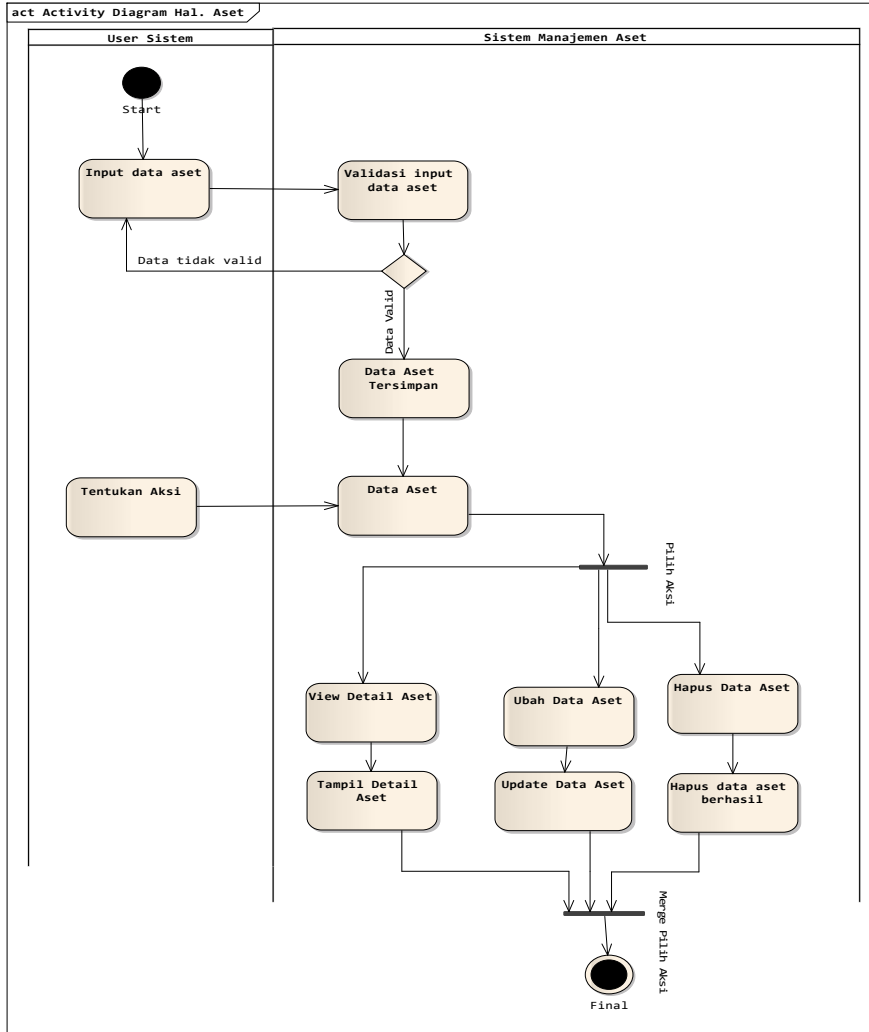 act Activity Diagram Hal. Aset
User Sistem
Sistem Manajemen Aset
Start
Input data aset
Validasi input
data aset
Data tidak valid
Data Valid
Data Aset
Tersimpan
Tentukan Aksi
Data Aset
Pilih Aksi
View Detail Aset
Ubah Data Aset
Hapus Data Aset
Tampil Detail
Aset
Update Data Aset
Hapus data aset
berhasil
Merge Pilih Aksi
Final